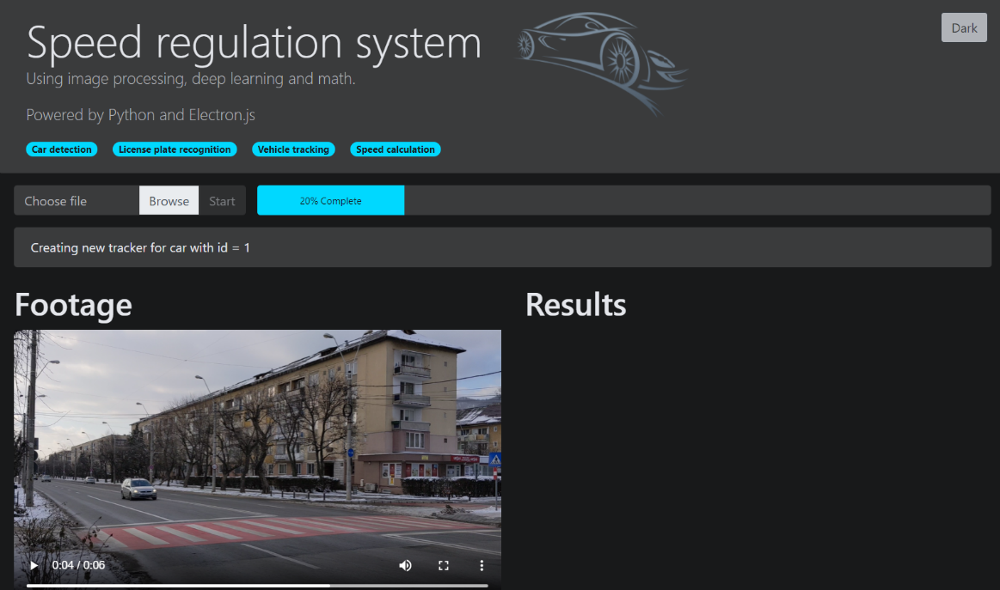 Speed regulation system
Dark
Using image processing, deep learning and math.
Powered by Python and Electron.js
Car detection License plate recognition Vehicle tracking Speed calculation
Choose file Browse Start 20% Complete
Creating new tracker for car with id = 1
Footage Results
0:04 / 0:06